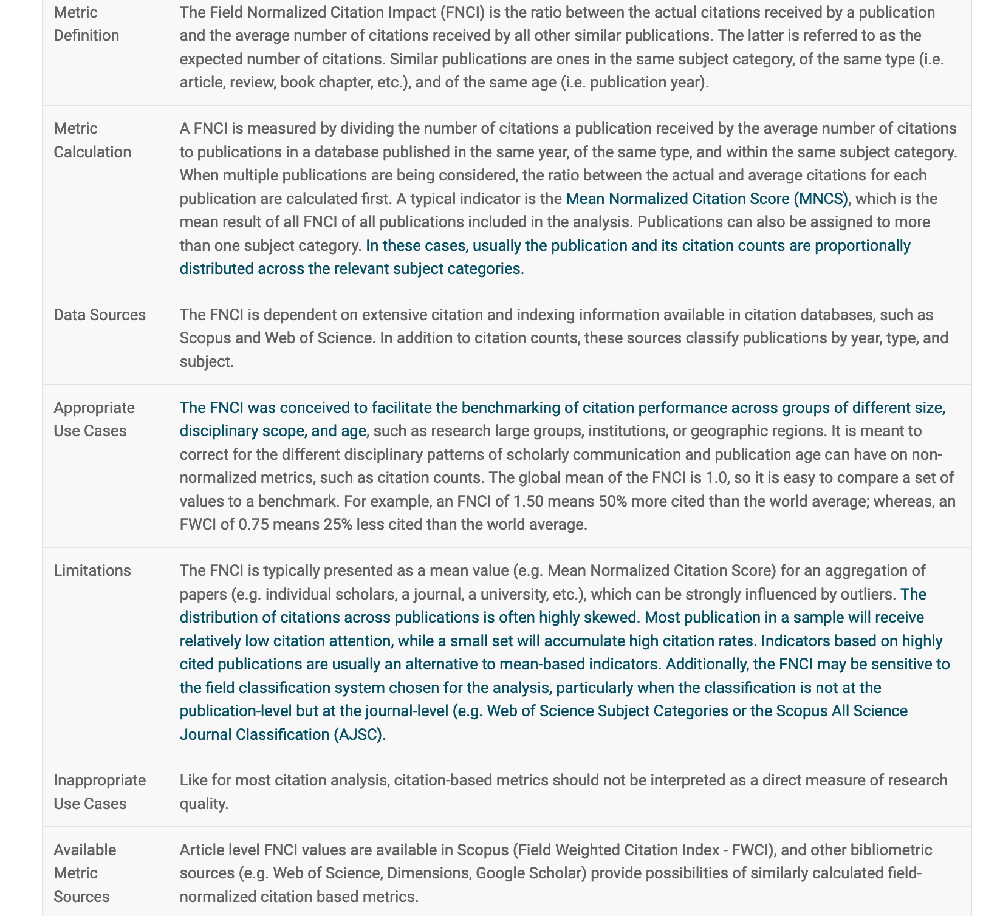 Metric
Definition
The Field Normalized Citation Impact (FNCI) is the ratio between the actual citations received by a publication
and the average number of citations received by all other similar publications. The latter is referred to as the
expected number of citations. Similar publications are ones in the same subject category, of the same type (i.e.
article, review, book chapter, etc.), and of the same age (i.e. publication year).
Metric
Calculation
A FNCI is measured by dividing the number of citations a publication received by the average number of citations
to publications in a database published in the same year, of the same type, and within the same subject category.
When multiple publications are being considered, the ratio between the actual and average citations for each
publication are calculated first. A typical indicator is the Mean Normalized Citation Score (MNCS), which is the
mean result of all FNCI of all publications included in the analysis. Publications can also be assigned to more
than one subject category. In these cases, usually the publication and its citation counts are proportionally
distributed across the relevant subject categories.
Data Sources
The FNCI is dependent on extensive citation and indexing information available in citation databases, such as
Scopus and Web of Science. In addition to citation counts, these sources classify publications by year, type, and
subject.
Appropriate
Use Cases
The FNCI was conceived to facilitate the benchmarking of citation performance across groups of different size,
disciplinary scope, and age, such as research large groups, institutions, or geographic regions. It is meant to
correct for the different disciplinary patterns of scholarly communication and publication age can have on non-
normalized metrics, such as citation counts. The global mean of the FNCI is 1.0, so it is easy to compare a set of
values to a benchmark. For example, an FNCI of 1.50 means 50% more cited than the world average; whereas, an
FWCI of 0.75 means 25% less cited than the world average.
Limitations
The FNCI is typically presented as a mean value (e.g. Mean Normalized Citation Score) for an aggregation of
papers (e.g. individual scholars, a journal, a university, etc.), which can be strongly influenced by outliers. The
distribution of citations across publications is often highly skewed. Most publication in a sample will receive
relatively low citation attention, while a small set will accumulate high citation rates. Indicators based on highly
cited publications are usually an alternative to mean-based indicators. Additionally, the FNCI may be sensitive to
the field classification system chosen for the analysis, particularly when the classification is not at the
publication-level but at the journal-level (e.g. Web of Science Subject Categories or the Scopus All Science
Journal Classification (AJSC).
Inappropriate
Use Cases
Like for most citation analysis, citation-based metrics should not be interpreted as a direct measure of research
quality.
Available
Metric
Sources
Article level FNCI values are available in Scopus (Field Weighted Citation Index - FWCI), and other bibliometric
sources (e.g. Web of Science, Dimensions, Google Scholar) provide possibilities of similarly calculated field-
normalized citation based metrics.